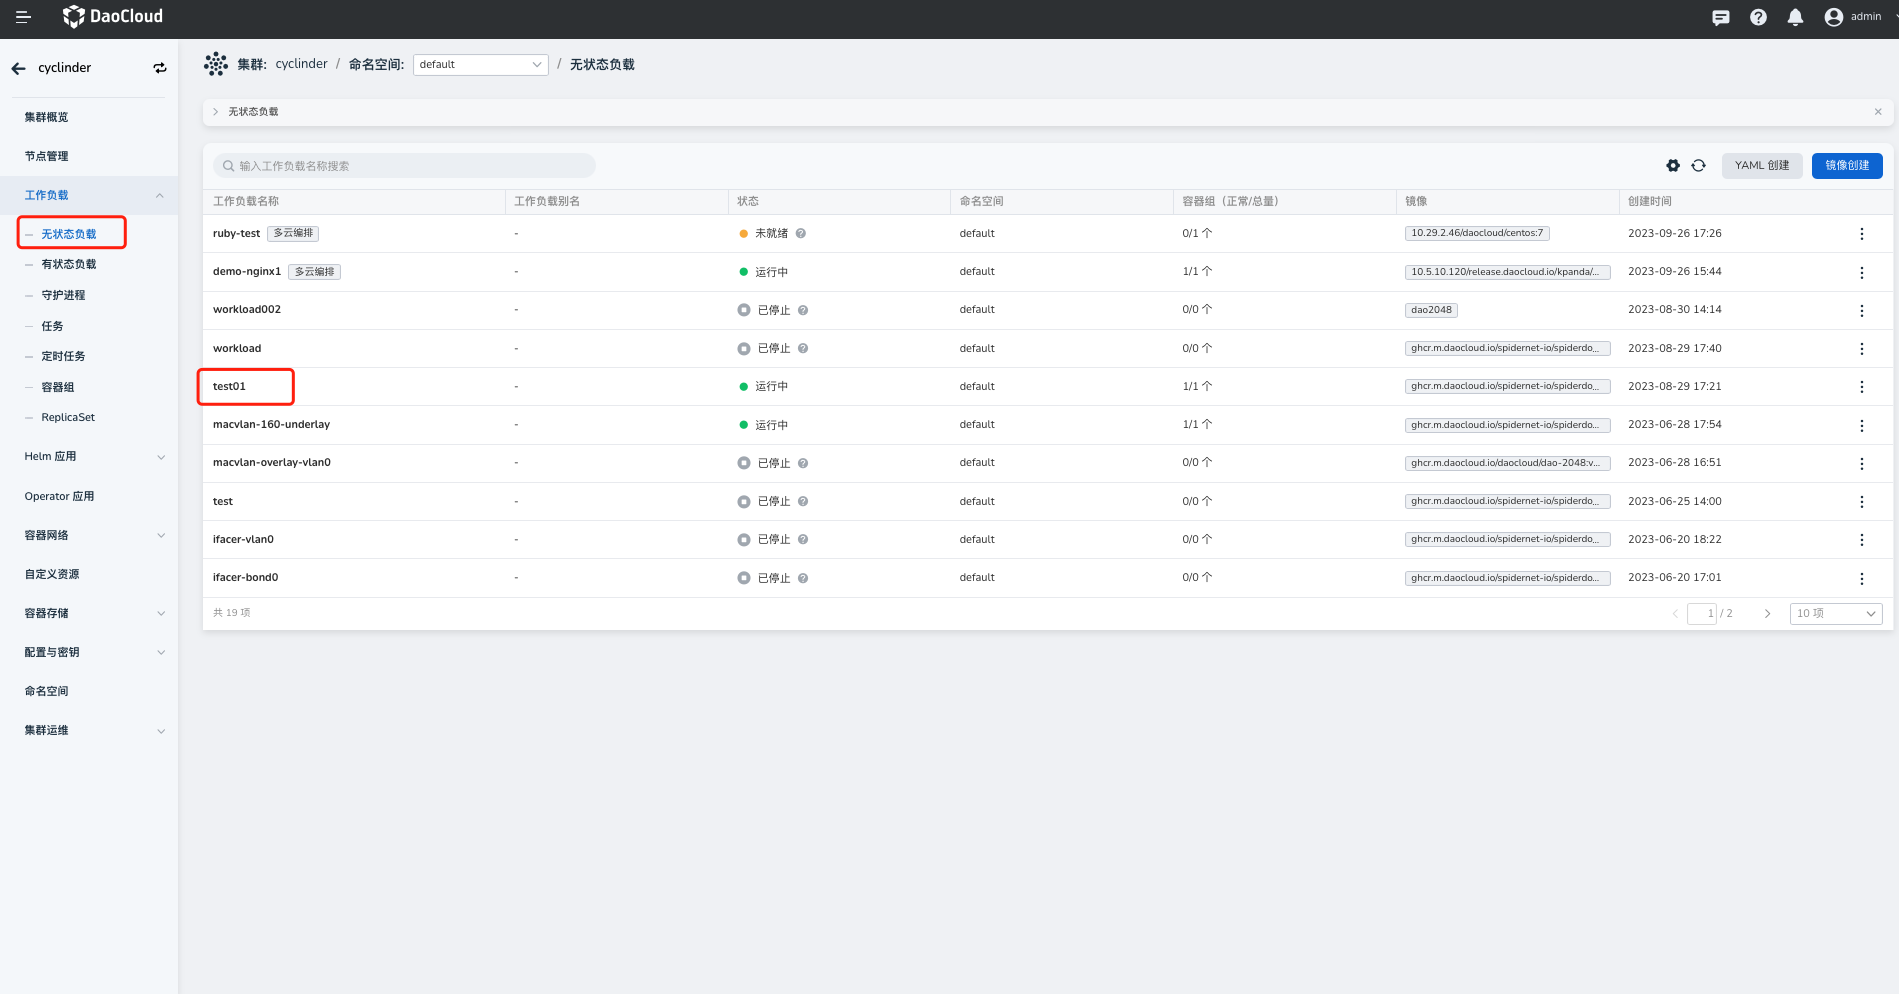 DaoCloud
admin
cyclinder
集群: cyclinder / 命名空间: default / 无状态负载
集群概览
节点管理
工作负载
无状态负载
有状态负载
守护进程
任务
定时任务
容器组
ReplicaSet
Helm 应用
Operator 应用
容器网络
自定义资源
容器存储
配置与密钥
命名空间
集群运维
无状态负载
输入工作负载名称搜索
YAML 创建
镜像创建
工作负载名称 工作负载别名 状态 命名空间 容器组（正常/总量） 镜像 创建时间
ruby-test 多云编排 - 未就绪 default 0/1 个 10.29.2.46/daocloud/centos:7 2023-09-26 17:26
demo-nginx1 多云编排 - 运行中 default 1/1 个 10.5.10.120/release.daocloud.io/kpanda/... 2023-09-26 15:44
workload002 - 已停止 default 0/0 个 dao2048 2023-08-30 14:14
workload - 已停止 default 0/0 个 ghcr.m.daocloud.io/spidernet-io/spiderdo... 2023-08-29 17:40
test01 - 运行中 default 1/1 个 ghcr.m.daocloud.io/spidernet-io/spiderdo... 2023-08-29 17:21
macvlan-160-underlay - 运行中 default 1/1 个 ghcr.m.daocloud.io/spidernet-io/spiderdo... 2023-06-28 17:54
macvlan-overlay-vlan0 - 已停止 default 0/0 个 ghcr.m.daocloud.io/daocloud/dao-2048:v... 2023-06-28 16:51
test - 已停止 default 0/0 个 ghcr.m.daocloud.io/spidernet-io/spiderdo... 2023-06-25 14:00
ifacer-vlan0 - 已停止 default 0/0 个 ghcr.m.daocloud.io/spidernet-io/spiderdo... 2023-06-20 18:22
ifacer-bond0 - 已停止 default 0/0 个 ghcr.m.daocloud.io/spidernet-io/spiderdo... 2023-06-20 17:01
共 19 项
1 / 2
10 项